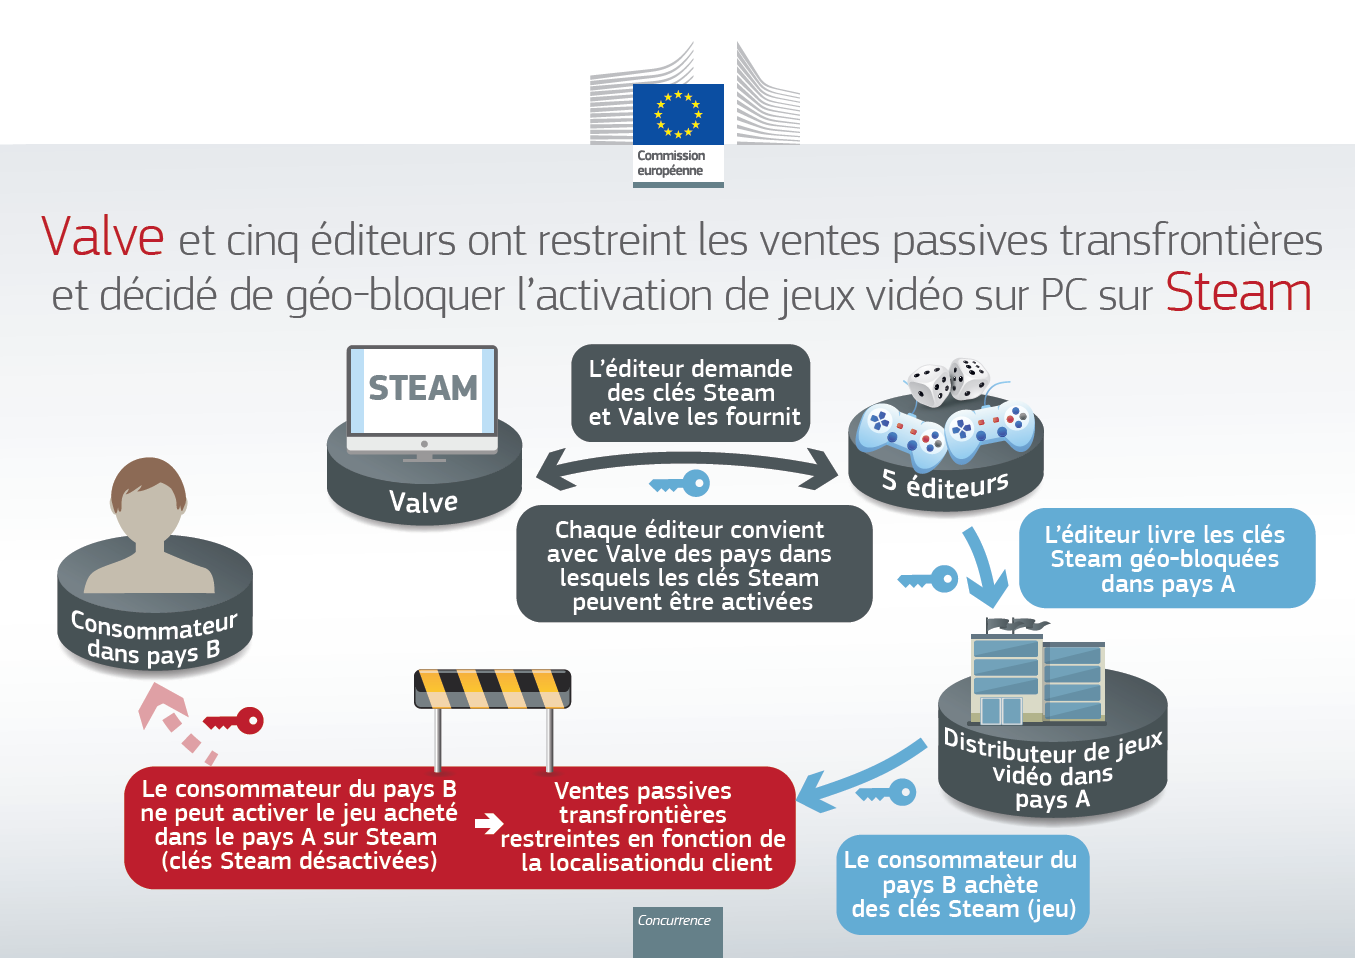 Commission
européenne
Valve et cinq éditeurs ont restreint les ventes passives transfrontières
et décidé de géo-bloquer l'activation de jeux vidéo sur PC sur Steam
STEAM
Valve
L'éditeur demande
des clés Steam
et Valve les fournit
5 éditeurs
Chaque éditeur convient
avec Valve des pays dans
lesquels les clés Steam
peuvent être activées
L'éditeur livre les clés
Steam géo-bloquées
dans pays A
Consommateur
dans pays B
Distributeur de jeux
vidéo dans
pays A
Le consommateur du pays B
ne peut activer le jeu acheté
dans le pays A sur Steam
(clés Steam désactivées)
Ventes passives
transfrontières
restreintes en fonction de
la localisationdu client
Le consommateur du
pays B achète
des clés Steam (jeu)
Concurrence